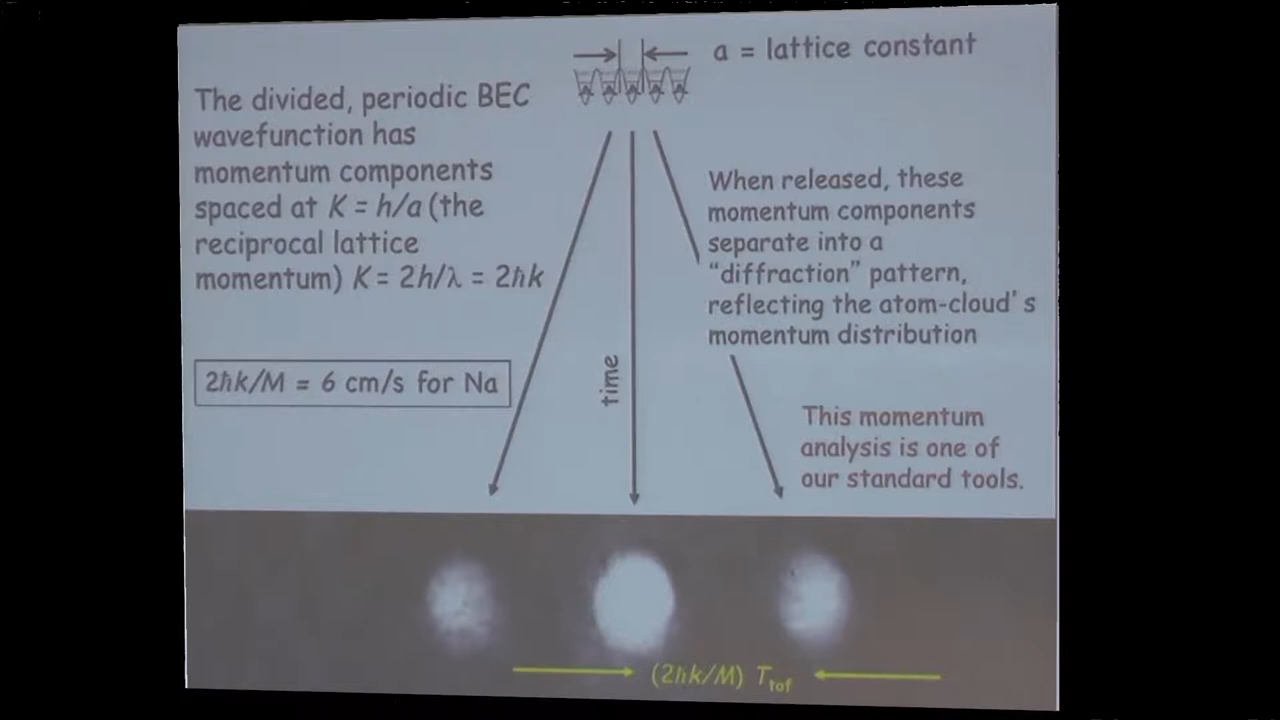 a = lattice constant
The divided, periodic BEC
wavefunction has
momentum components
spaced at K = h/a (the
reciprocal lattice
momentum) K = 2h/λ = 2ħk
2ħk/M = 6 cm/s for Na
time
When released, these
momentum components
separate into a
“diffraction” pattern,
reflecting the atom-cloud's
momentum distribution
This momentum
analysis is one of
our standard tools.
(2ħk/M) Ttof